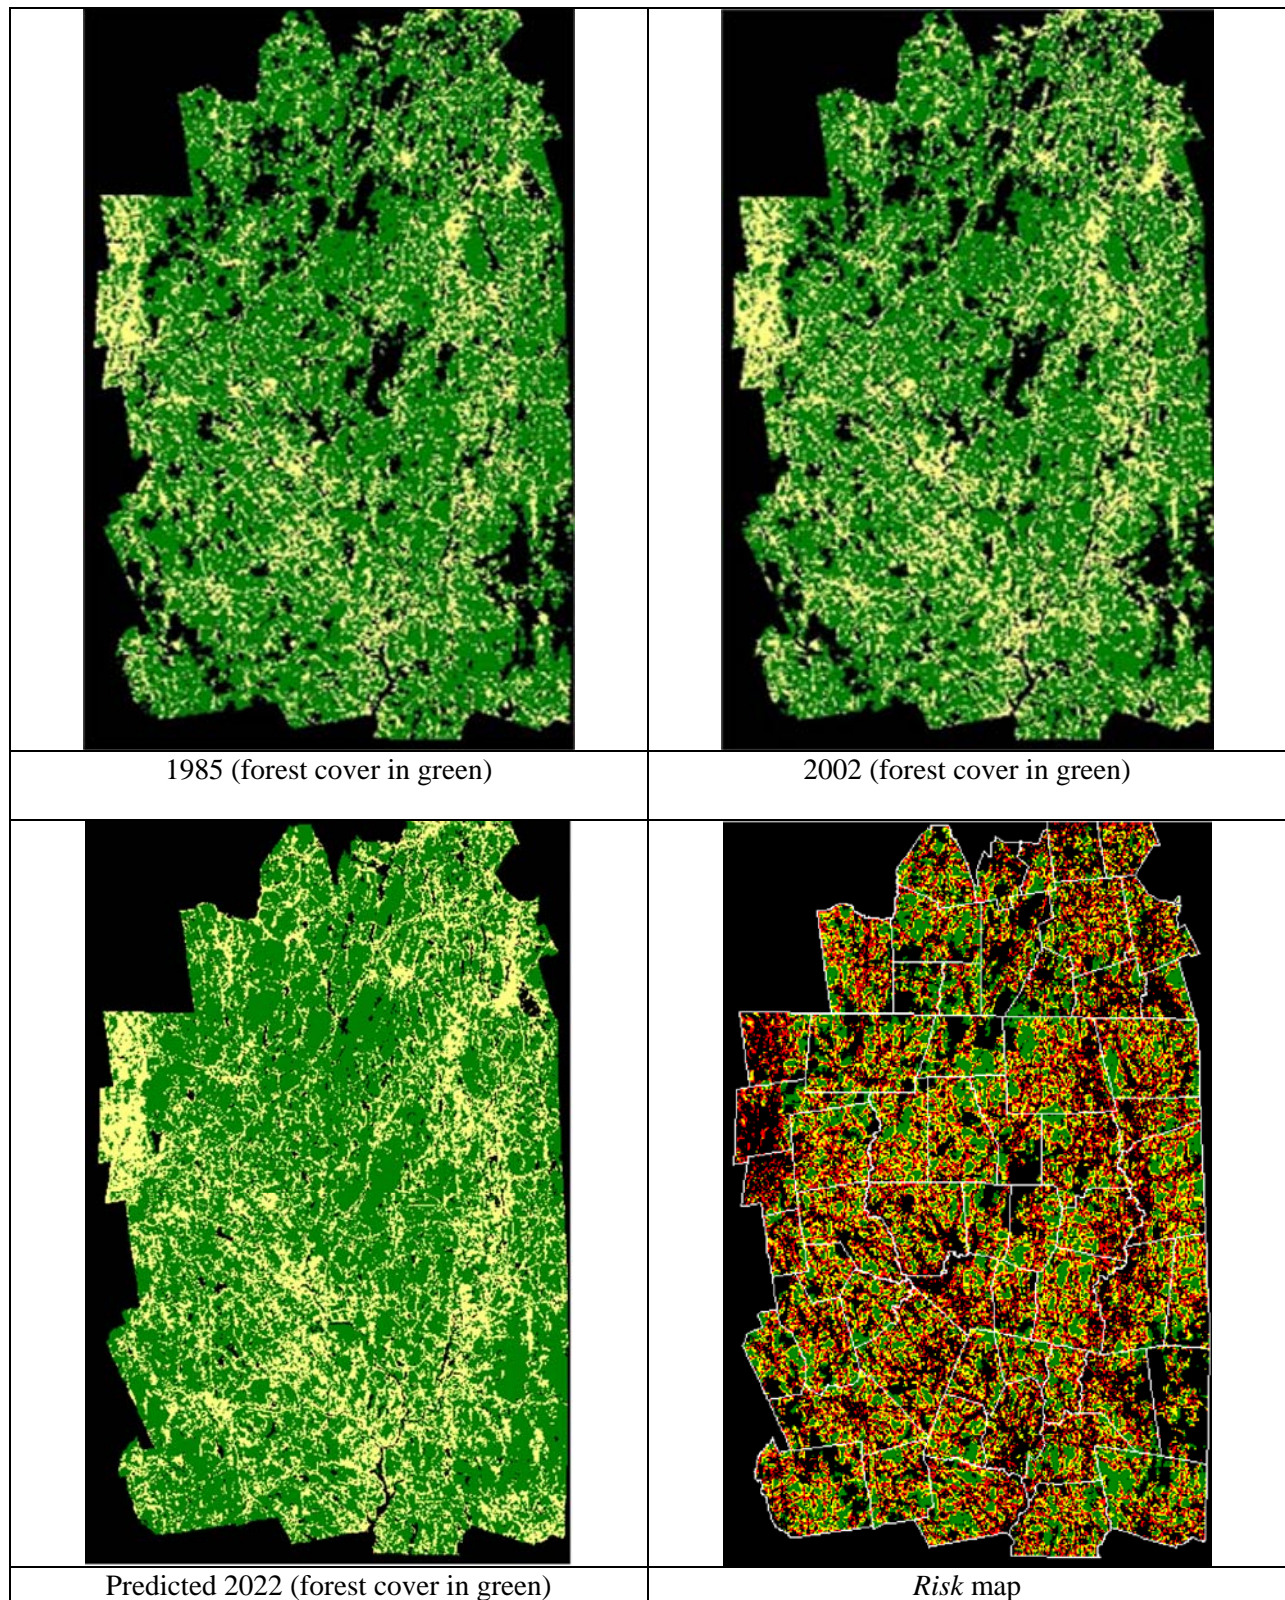 1985 (forest cover in green)
2002 (forest cover in green)
Predicted 2022 (forest cover in green)
Risk map